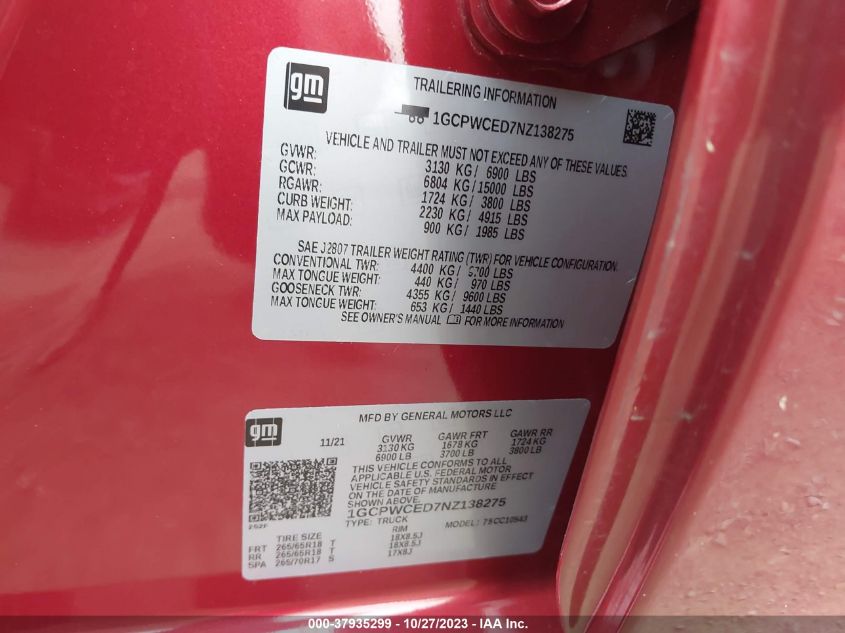 gm
TRAILERING INFORMATION
1GCPWCED7NZ138275
VEHICLE AND TRAILER MUST NOT EXCEED ANY OF THESE VALUES
GVWR: 3130 KG / 6900 LBS
GCWR: 6804 KG / 15000 LBS
RGAWR: 1724 KG / 3800 LBS
CURB WEIGHT: 2230 KG / 4915 LBS
MAX PAYLOAD: 900 KG / 1985 LBS
SAE J2807 TRAILER WEIGHT RATING (TWR) FOR VEHICLE CONFIGURATION.
CONVENTIONAL TWR: 4400 KG / 9700 LBS
MAX TONGUE WEIGHT: 440 KG / 970 LBS
GOOSENECK TWR: 4355 KG / 9600 LBS
MAX TONGUE WEIGHT: 653 KG / 1440 LBS
SEE OWNER'S MANUAL FOR MORE INFORMATION
gm
MFD BY GENERAL MOTORS LLC
11/21 GVWR GAWR FRT GAWR RR
3130 KG 1678 KG 1724 KG
6900 LB 3700 LB 3800 LB
THIS VEHICLE CONFORMS TO ALL
APPLICABLE U.S. FEDERAL MOTOR
VEHICLE SAFETY STANDARDS IN EFFECT
ON THE DATE OF MANUFACTURE
SHOWN ABOVE.
1GCPWCED7NZ138275
TYPE: TRUCK MODEL:
TIRE SIZE RIM
FRT 265/65R18 T 18X8.5J
RR 265/65R18 T 18X8.5J
SPA 265/70R17 S 17X8J
000-37935299 - 10/27/2023 - IAA Inc.